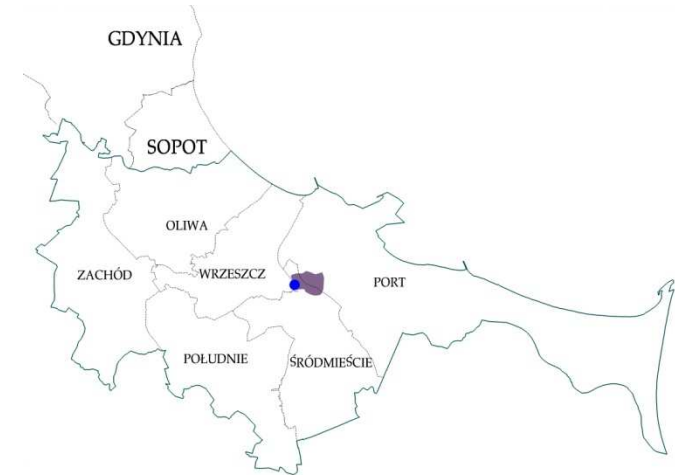 GDYNIA
SOPOT
OLIWA
ZACHÓD
WRZESZCZ
PORT
POŁUDNIE
ŚRÓDMIEŚCIE